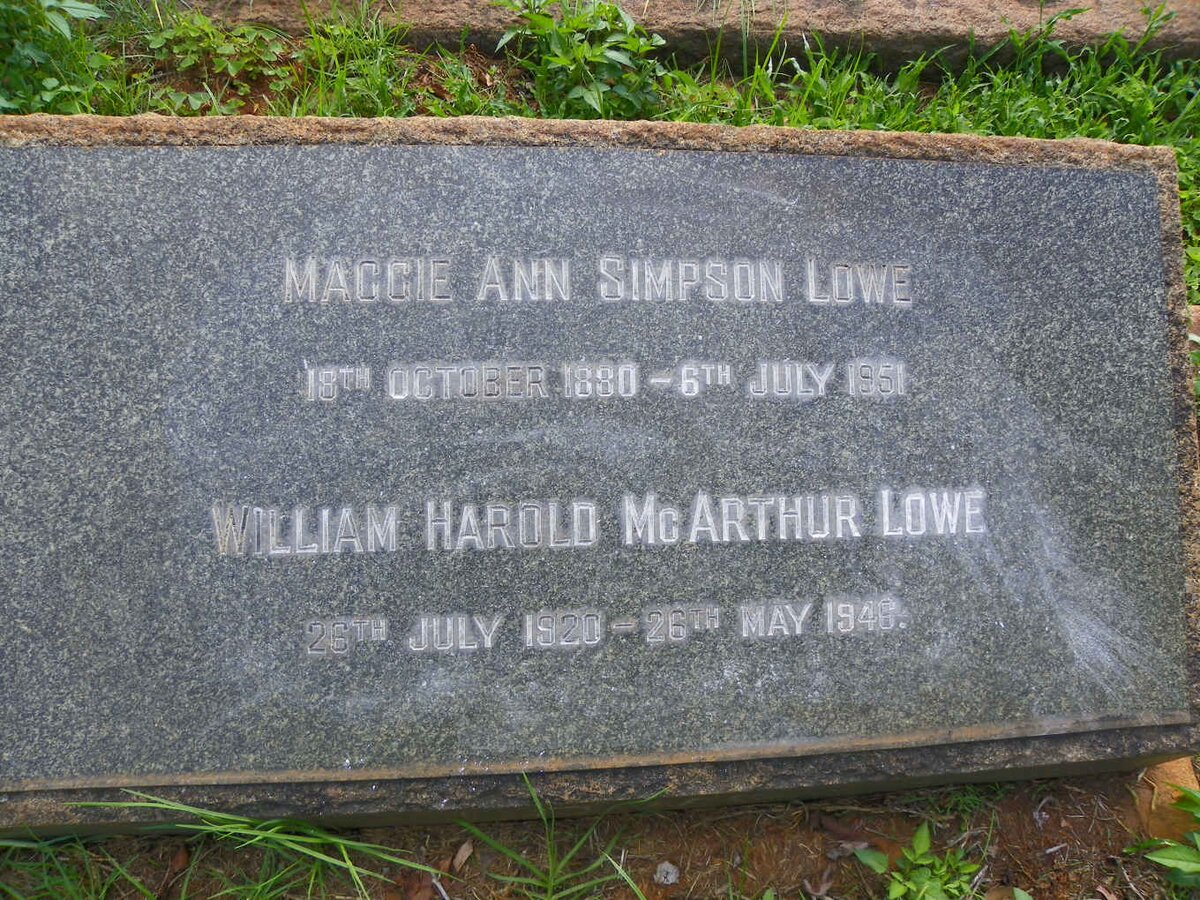 MAGGIE ANN SIMPSON LOWE
18TH OCTOBER 1880 – 6TH JULY 1951
WILLIAM HAROLD McARTHUR LOWE
26TH JULY 1920 – 26TH MAY 1946.